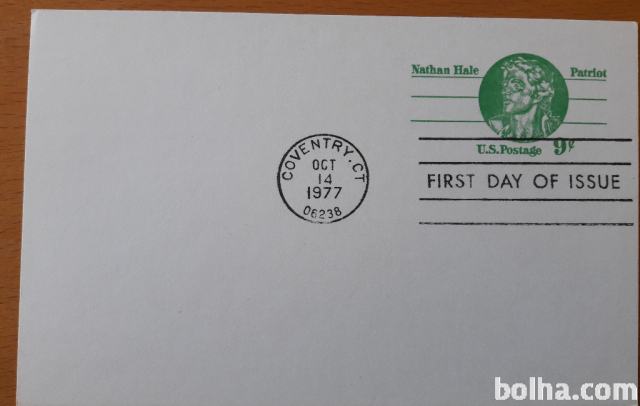 Nathan Hale Patriot
U.S. Postage 9¢
COVENTRY, CT
OCT
14
1977
06238
FIRST DAY OF ISSUE
bolha.com